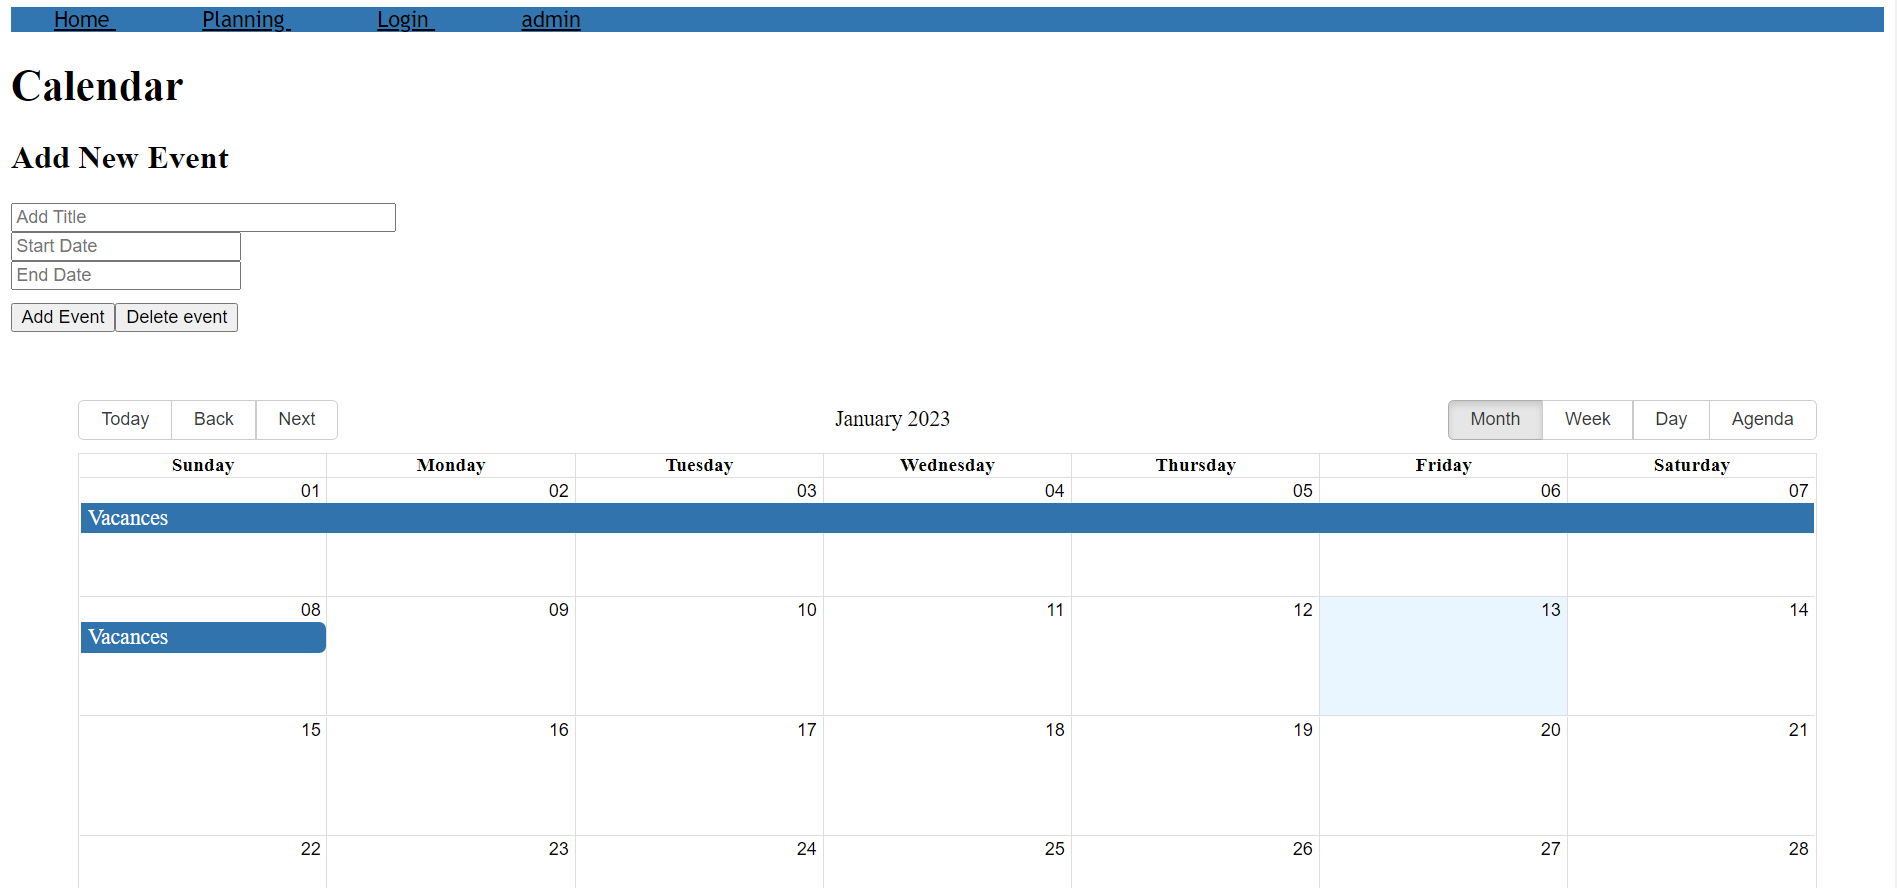 Home Planning Login admin
Calendar
Add New Event
Add Title
Start Date
End Date
Add Event Delete event
Today Back Next January 2023 Month Week Day Agenda
Sunday Monday Tuesday Wednesday Thursday Friday Saturday
01 02 03 04 05 06 07
Vacances
08 09 10 11 12 13 14
Vacances
15 16 17 18 19 20 21
22 23 24 25 26 27 28